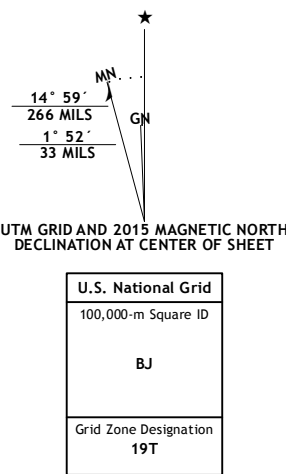 ★
MN
GN
14° 59´
266 MILS
1° 52´
33 MILS
UTM GRID AND 2015 MAGNETIC NORTH
DECLINATION AT CENTER OF SHEET
U.S. National Grid
100,000-m Square ID
BJ
Grid Zone Designation
19T